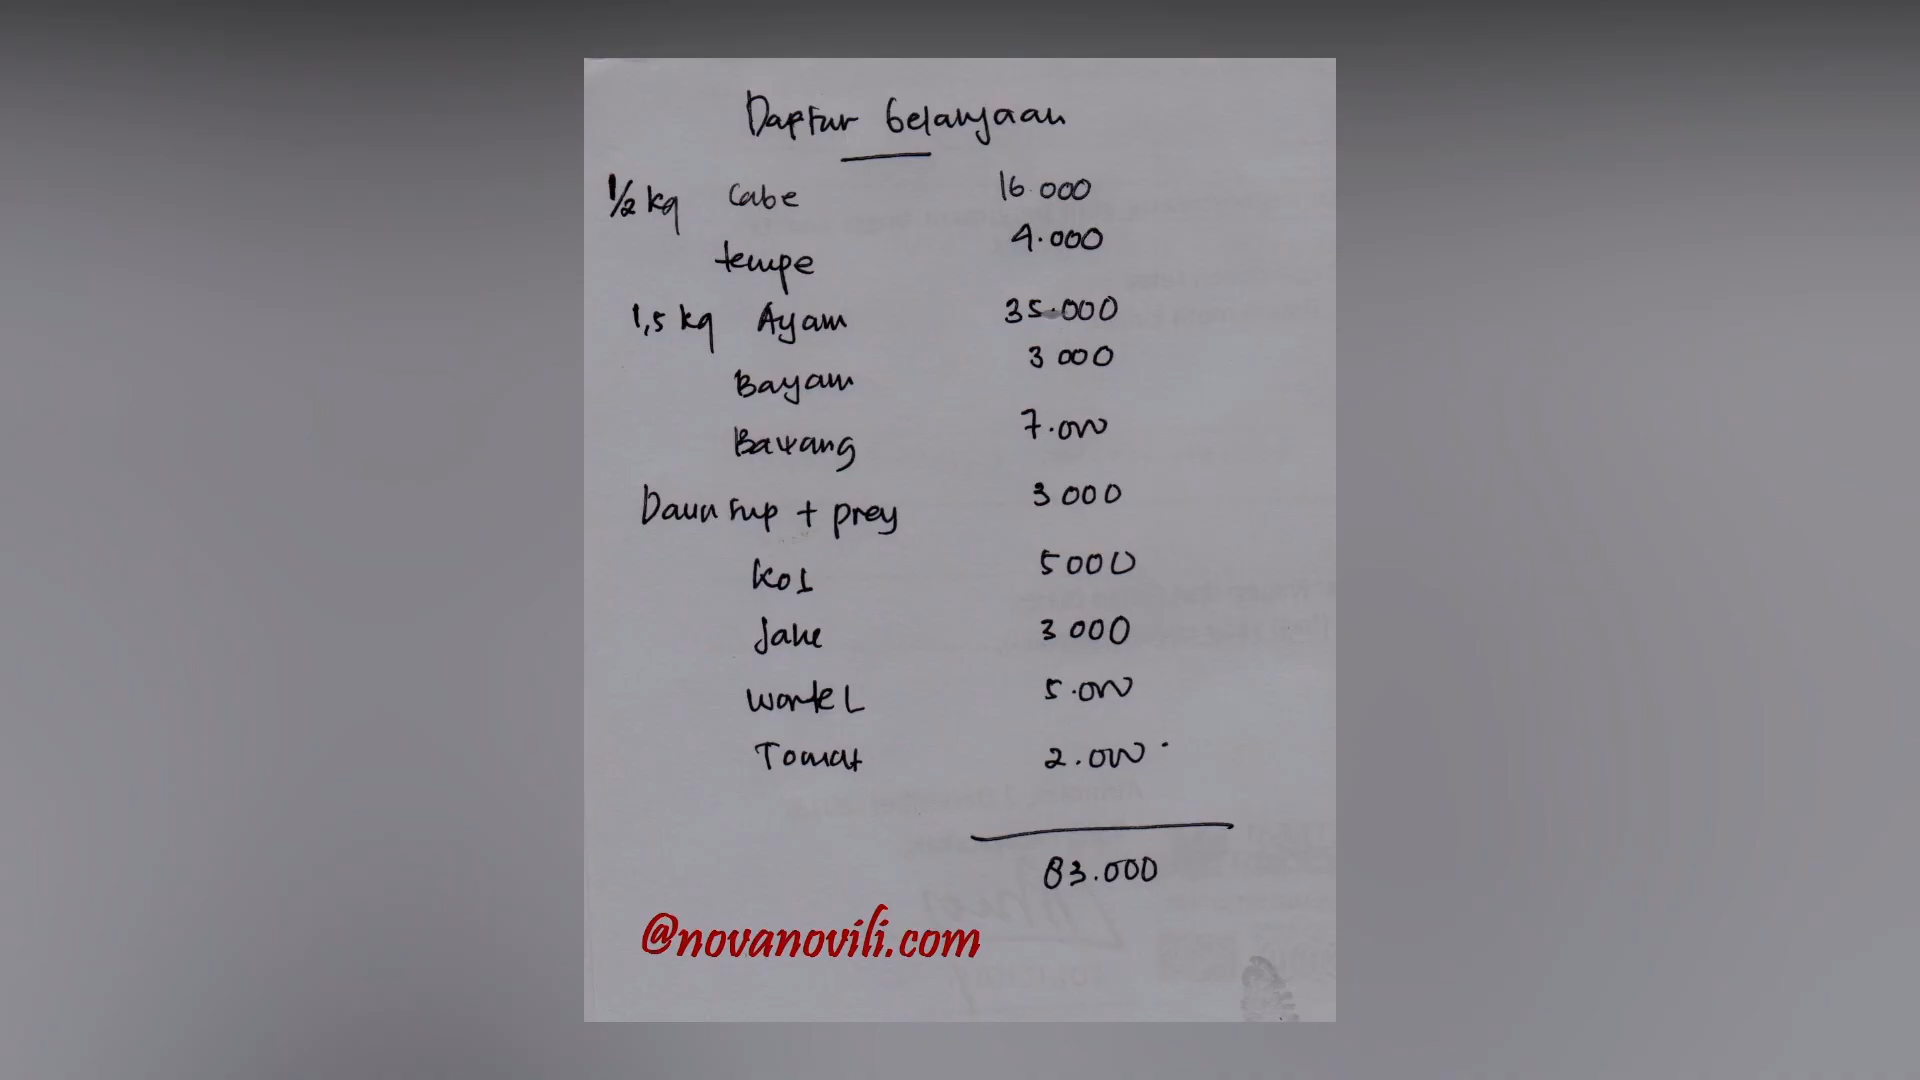 Daptur belanjaan
1/2 kg Cabe 16.000
tempe 4.000
1,5 kg Ayam 35.000
Bayam 3 000
Bawang 7.000
Daun sup + prey 3 000
Kol 5000
Jahe 3 000
Wortel 5.000
Tomat 2.000
83.000
@novanovili.com